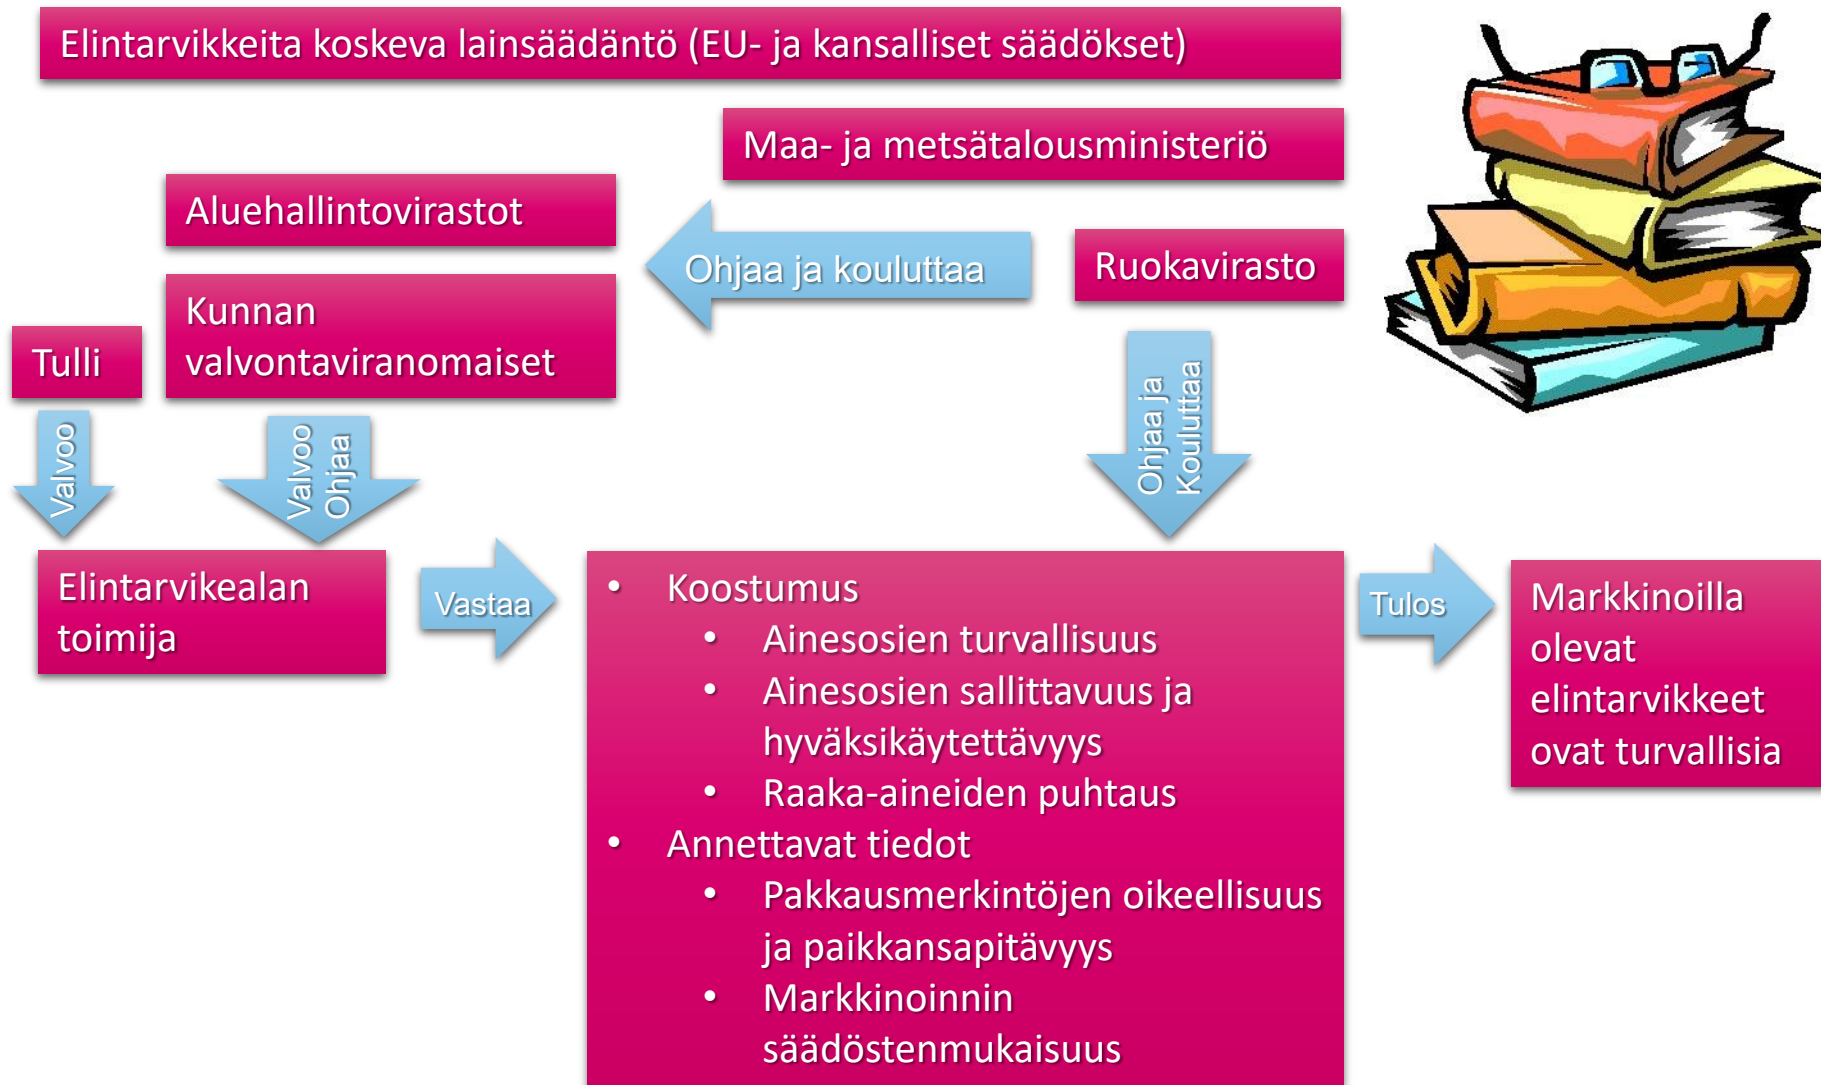 Elintarvikkeita koskeva lainsäädäntö (EU- ja kansalliset säädökset)
Maa- ja metsätalousministeriö
Aluehallintovirastot
Ohjaa ja kouluttaa
Ruokavirasto
Kunnan
valvontaviranomaiset
Tulli
Valvoo
Valvoo
Ohjaa
Ohjaa ja
Kouluttaa
Elintarvikealan
toimija
Vastaa
• Koostumus
• Ainesosien turvallisuus
• Ainesosien sallittavuus ja
hyväksikäytettävyys
• Raaka-aineiden puhtaus
• Annettavat tiedot
• Pakkausmerkintöjen oikeellisuus
ja paikkansapitävyys
• Markkinoinnin
säädöstenmukaisuus
Tulos
Markkinoilla
olevat
elintarvikkeet
ovat turvallisia